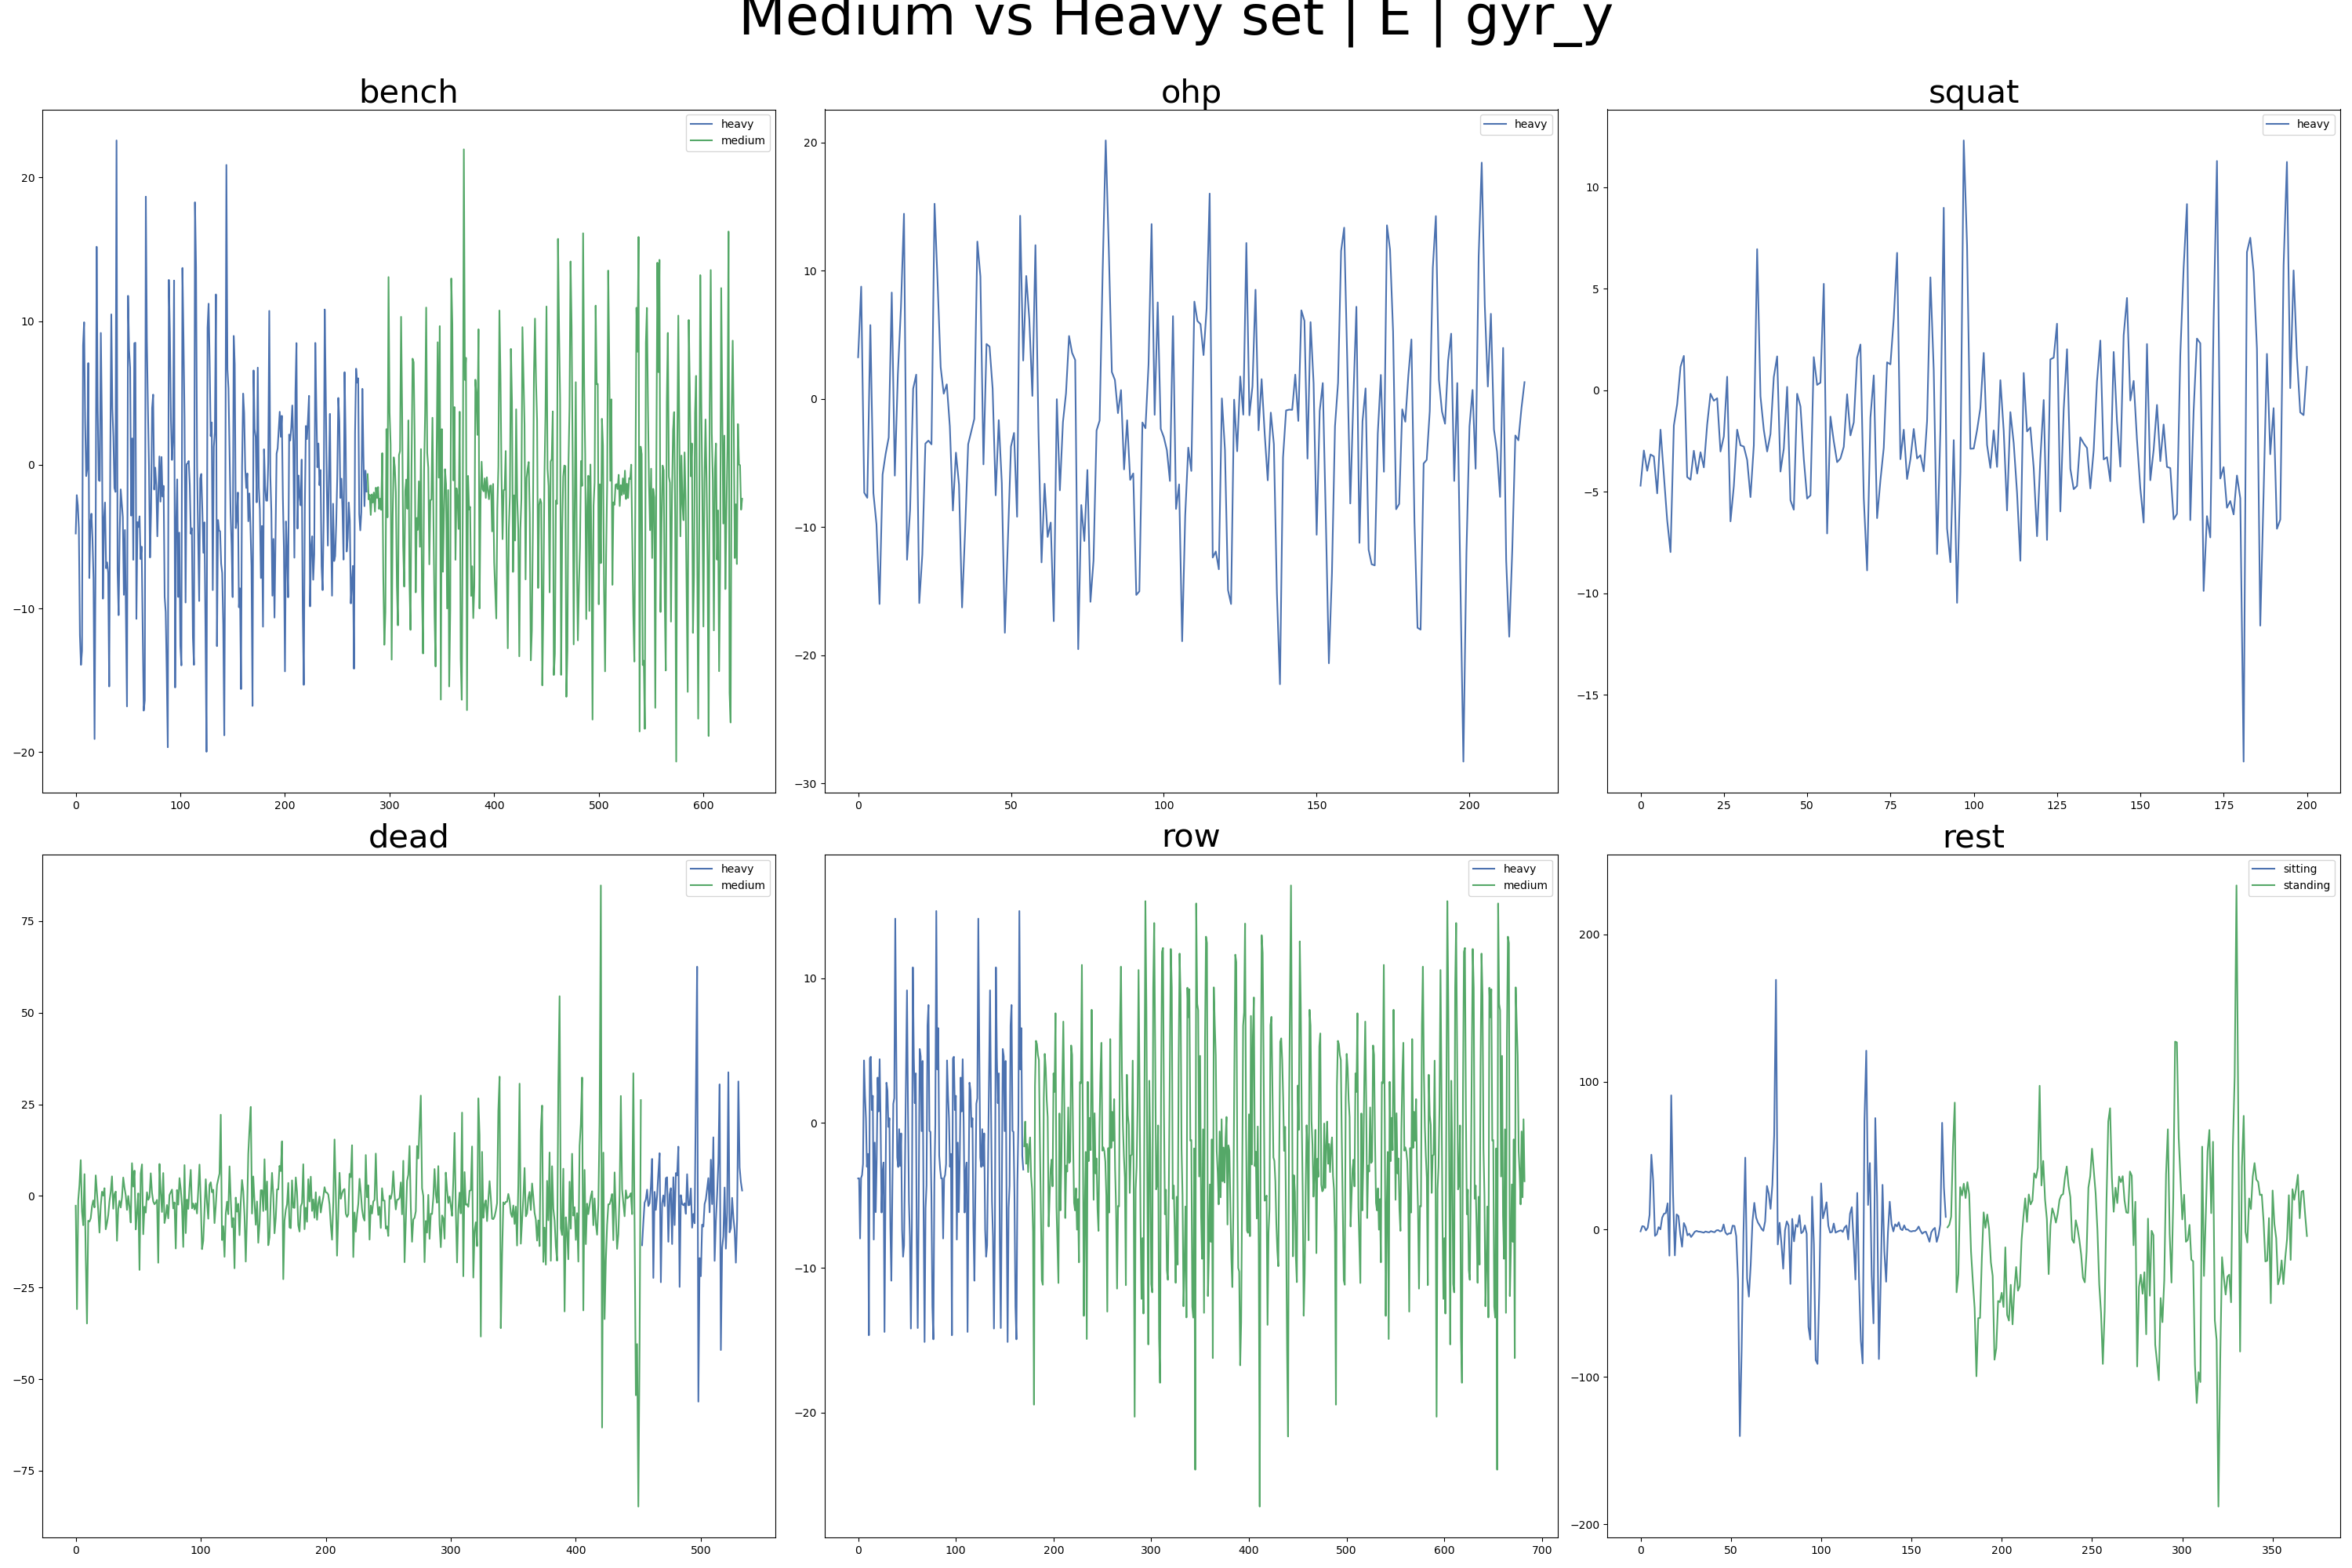 Medium vs Heavy set | E | gyr_y
bench
ohp
squat
heavy
medium
heavy
heavy
20
10
0
−10
−20
0 100 200 300 400 500 600
20
10
0
−10
−20
−30
0 50 100 150 200
10
5
0
−5
−10
−15
0 25 50 75 100 125 150 175 200
dead
row
rest
heavy
medium
heavy
medium
sitting
standing
75
50
25
0
−25
−50
−75
0 100 200 300 400 500
10
0
−10
−20
0 100 200 300 400 500 600 700
200
100
0
−100
−200
0 50 100 150 200 250 300 350